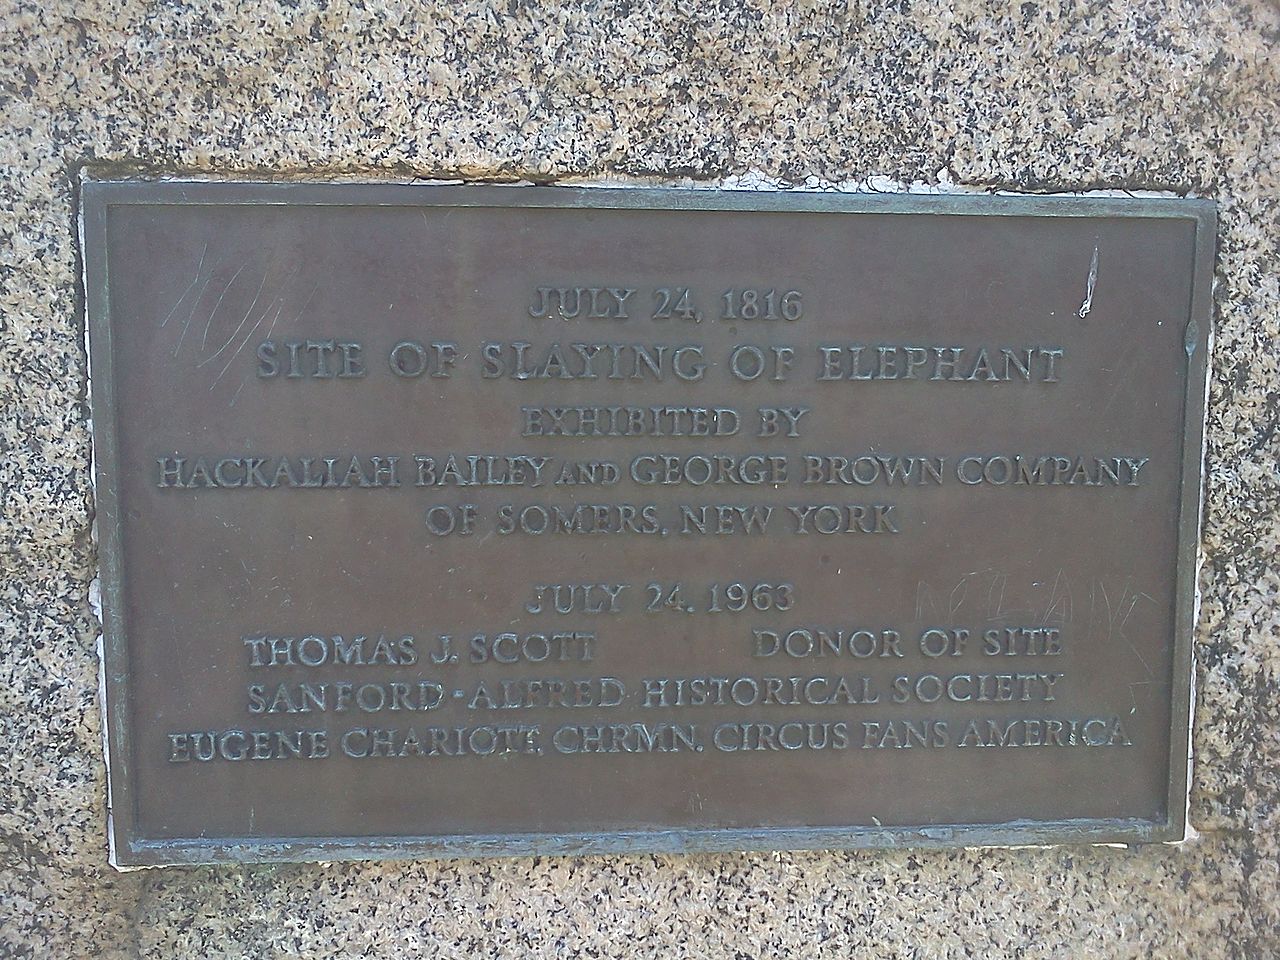 JULY 24, 1816
SITE OF SLAYING OF ELEPHANT
EXHIBITED BY
HACKALIAH BAILEY AND GEORGE BROWN COMPANY
OF SOMERS, NEW YORK
JULY 24, 1963
THOMAS J. SCOTT DONOR OF SITE
SANFORD-ALFRED HISTORICAL SOCIETY
EUGENE CHARIOTT, CHRMN. CIRCUS FANS AMERICA